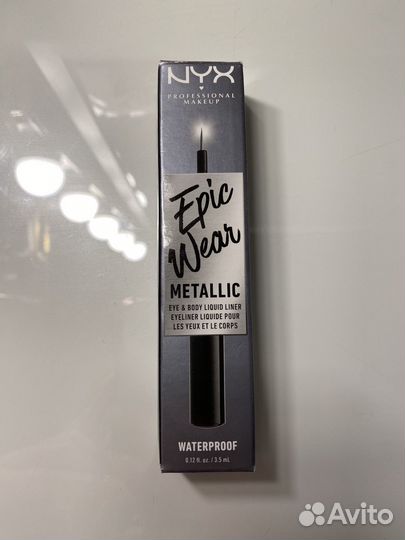 NYX
PROFESSIONAL
MAKEUP
Epic
Wear
METALLIC
EYE & BODY LIQUID LINER
EYELINER LIQUIDE POUR
LES YEUX ET LE CORPS
WATERPROOF
0.12 fl. oz. / 3.5 mL
Avito